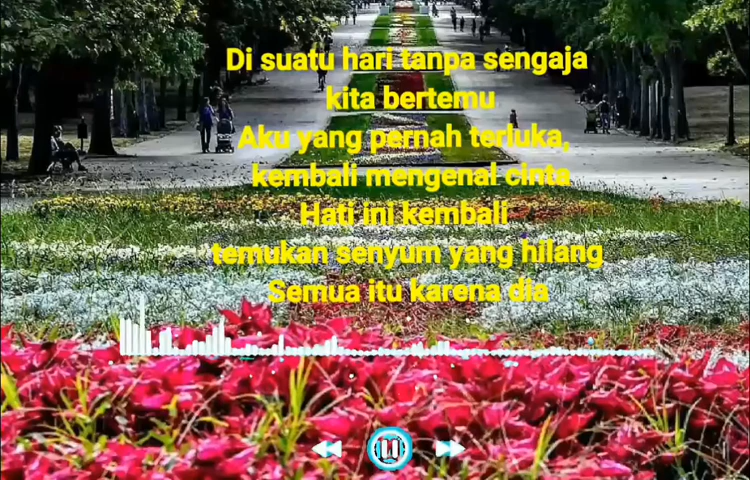 Di suatu hari tanpa sengaja
kita bertemu
Aku yang pernah terluka,
kembali mengenal cinta
Hati ini kembali
temukan senyum yang hilang
Semua itu karena dia